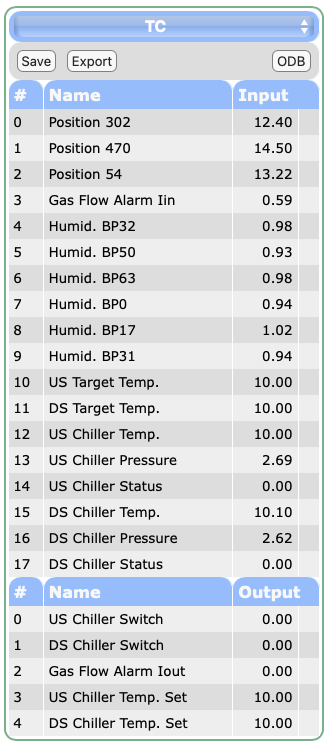 TC
Save Export ODB
# Name Input
0 Position 302 12.40
1 Position 470 14.50
2 Position 54 13.22
3 Gas Flow Alarm Iin 0.59
4 Humid. BP32 0.98
5 Humid. BP50 0.93
6 Humid. BP63 0.98
7 Humid. BP0 0.94
8 Humid. BP17 1.02
9 Humid. BP31 0.94
10 US Target Temp. 10.00
11 DS Target Temp. 10.00
12 US Chiller Temp. 10.00
13 US Chiller Pressure 2.69
14 US Chiller Status 0.00
15 DS Chiller Temp. 10.10
16 DS Chiller Pressure 2.62
17 DS Chiller Status 0.00
# Name Output
0 US Chiller Switch 0.00
1 DS Chiller Switch 0.00
2 Gas Flow Alarm Iout 0.00
3 US Chiller Temp. Set 10.00
4 DS Chiller Temp. Set 10.00